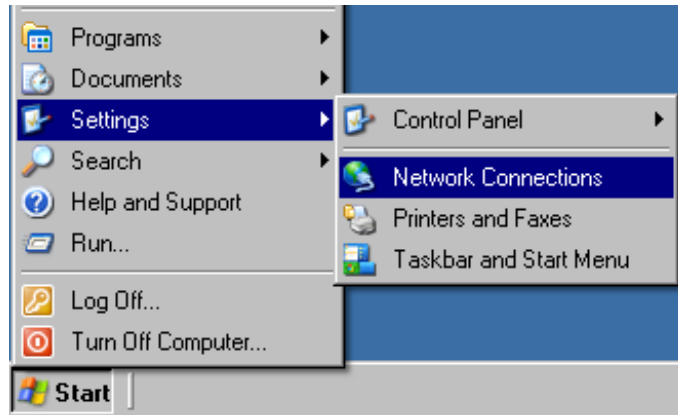 Programs
Documents
Settings
Search
Help and Support
Run...
Log Off...
Turn Off Computer...
Start
Control Panel
Network Connections
Printers and Faxes
Taskbar and Start Menu